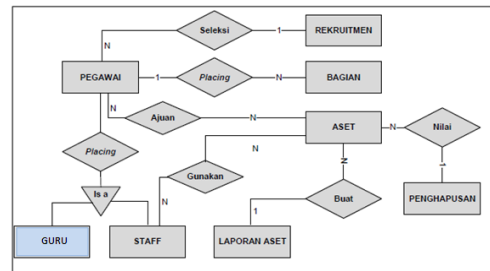 Seleksi
N
1
REKRUITMEN
PEGAWAI
1
Placing
N
BAGIAN
N
Ajuan
N
ASET
N
Nilai
Placing
Gunakan
N
N
1
Is a
N
Buat
PENGHAPUSAN
GURU
STAFF
1
LAPORAN ASET